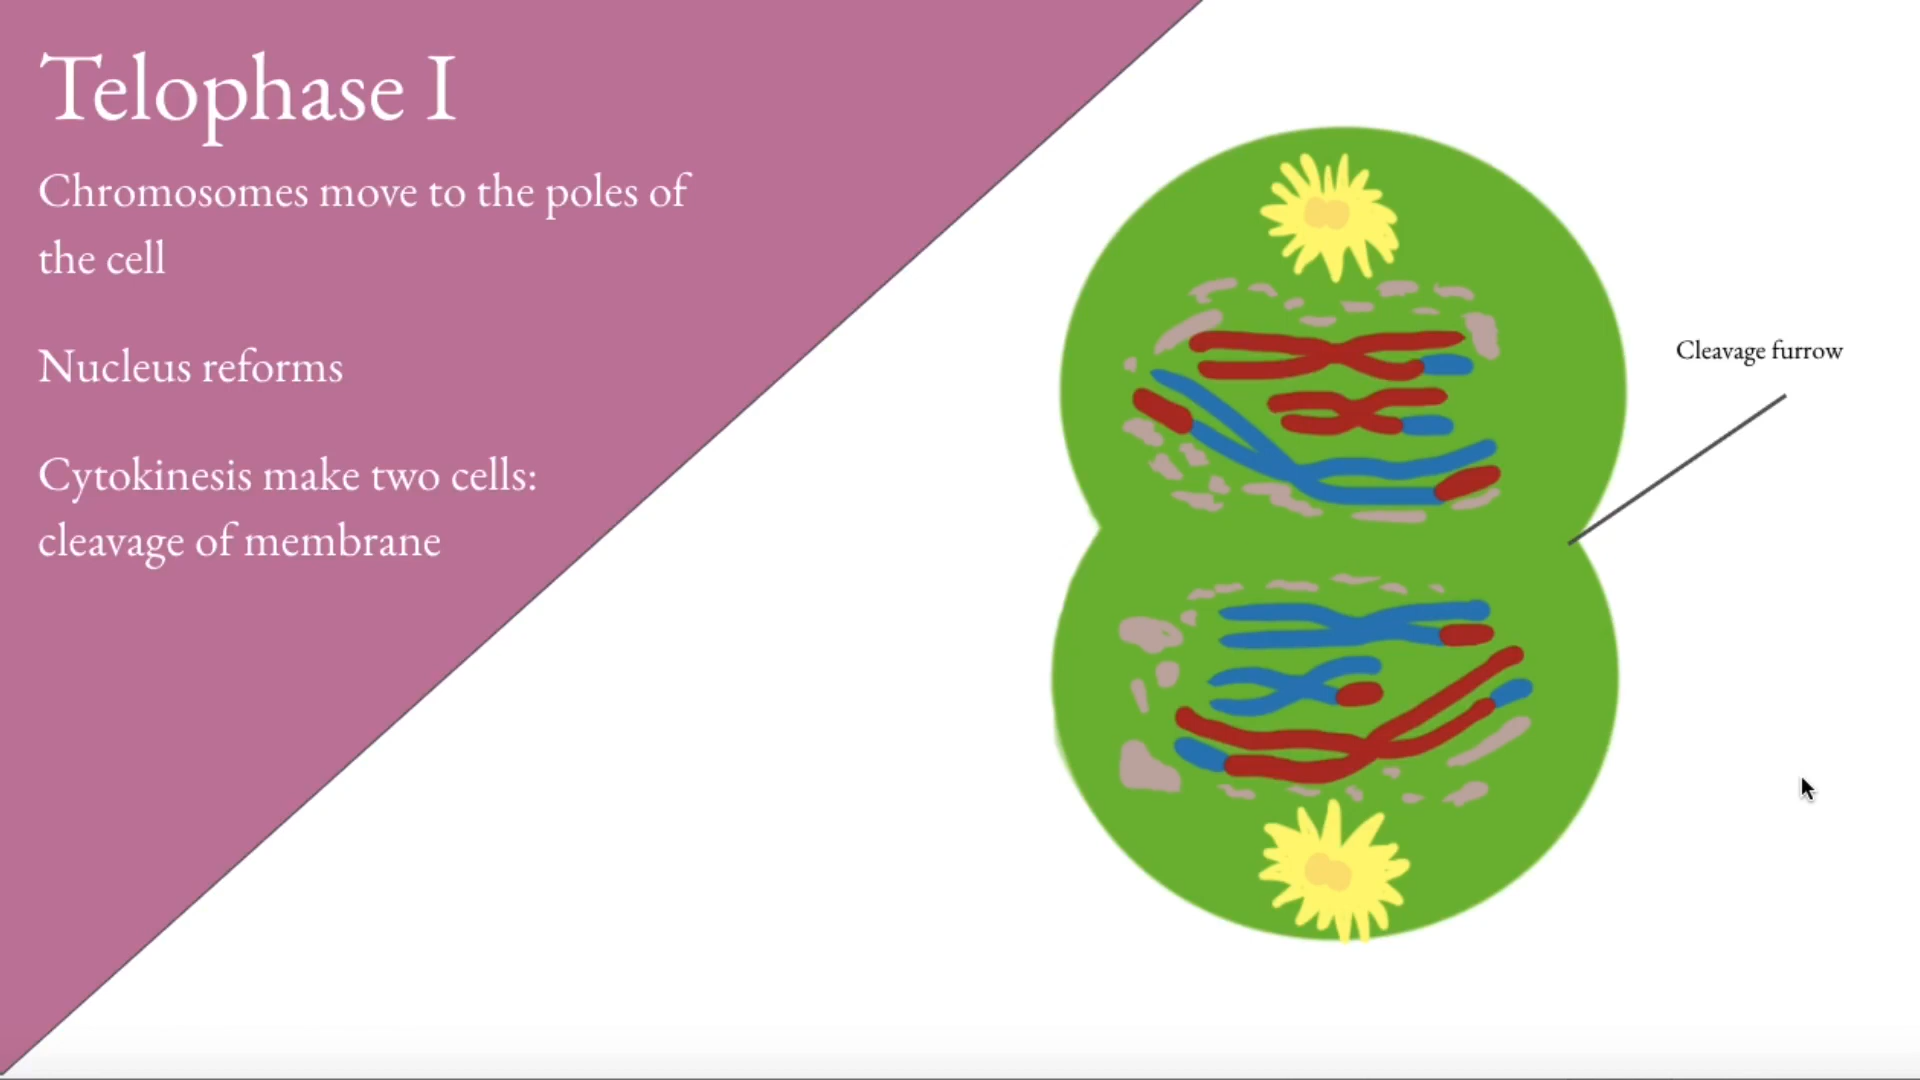 Telophase I
Chromosomes move to the poles of
the cell
Nucleus reforms
Cytokinesis make two cells:
cleavage of membrane
Cleavage furrow